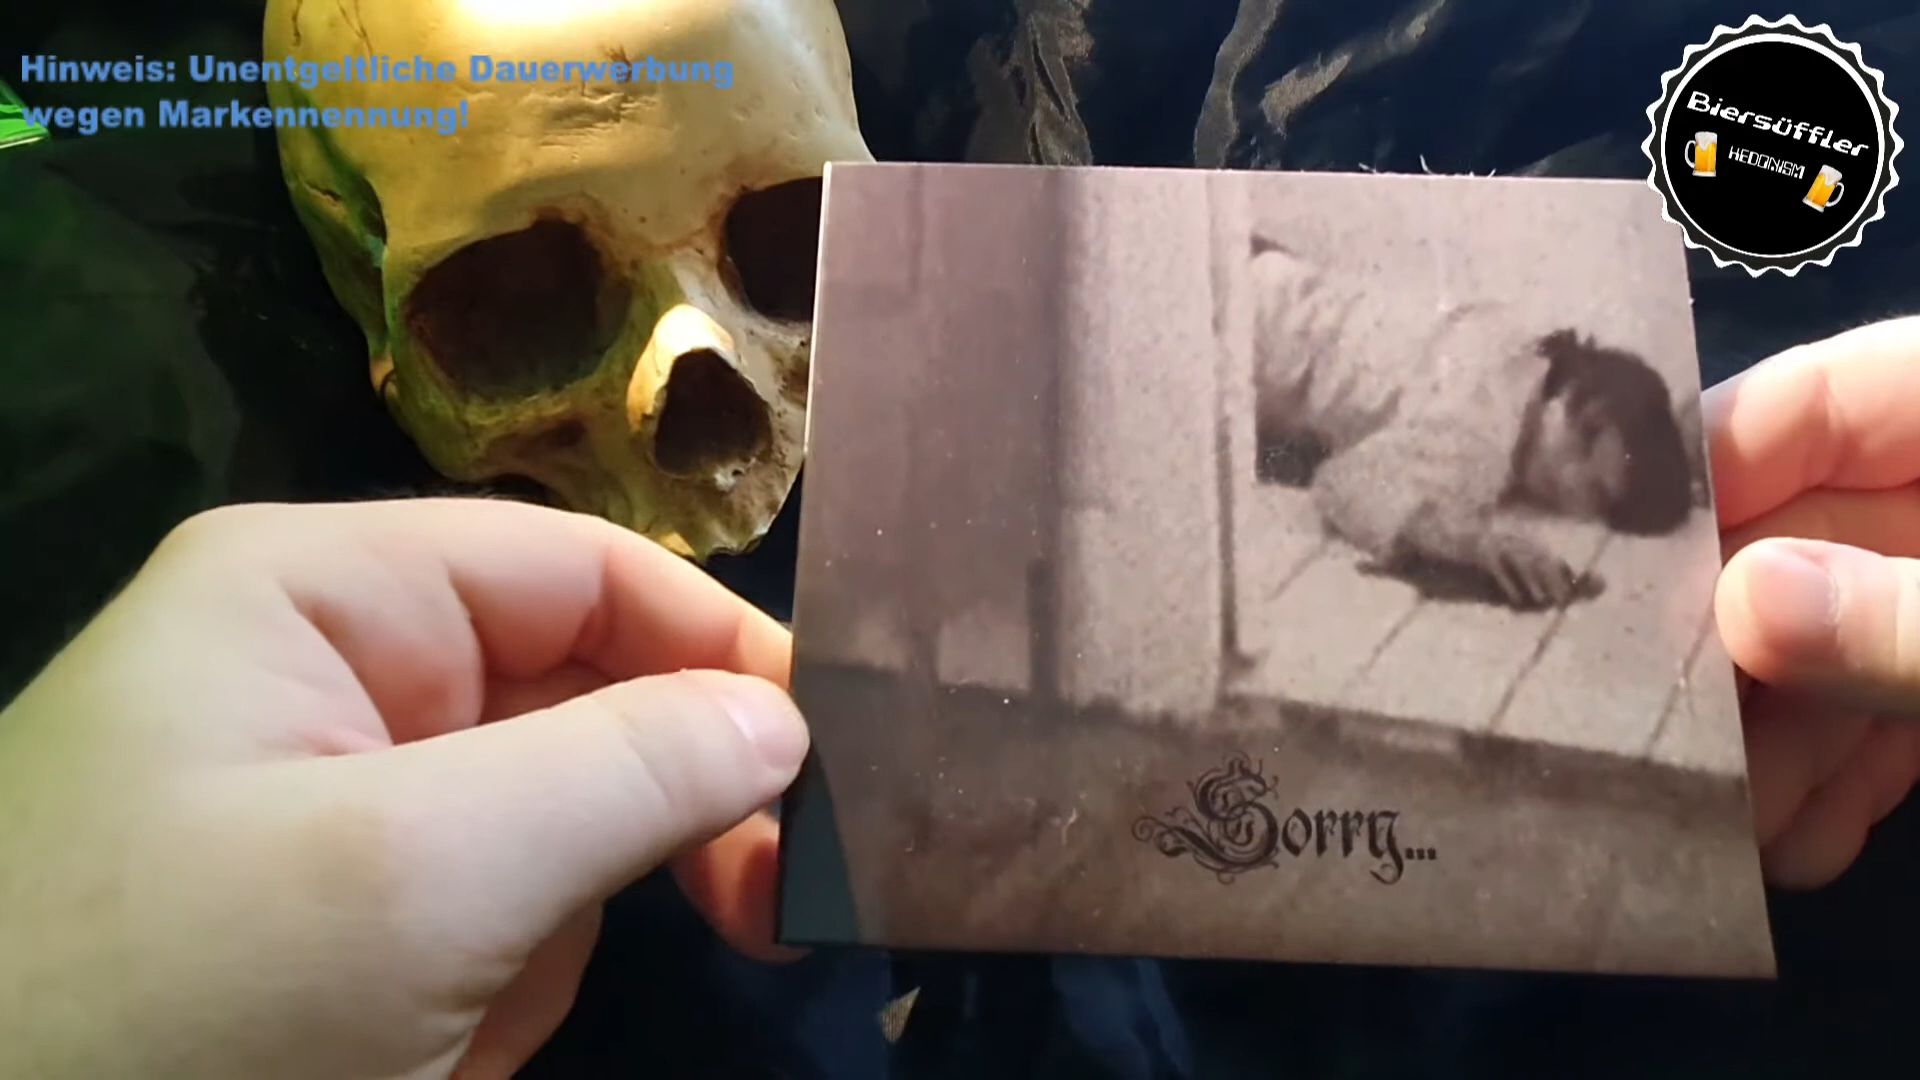 Hinweis: Unentgeltliche Dauerwerbung
wegen Markennennung!
Biersüffler
HEDONISM
Sorry...